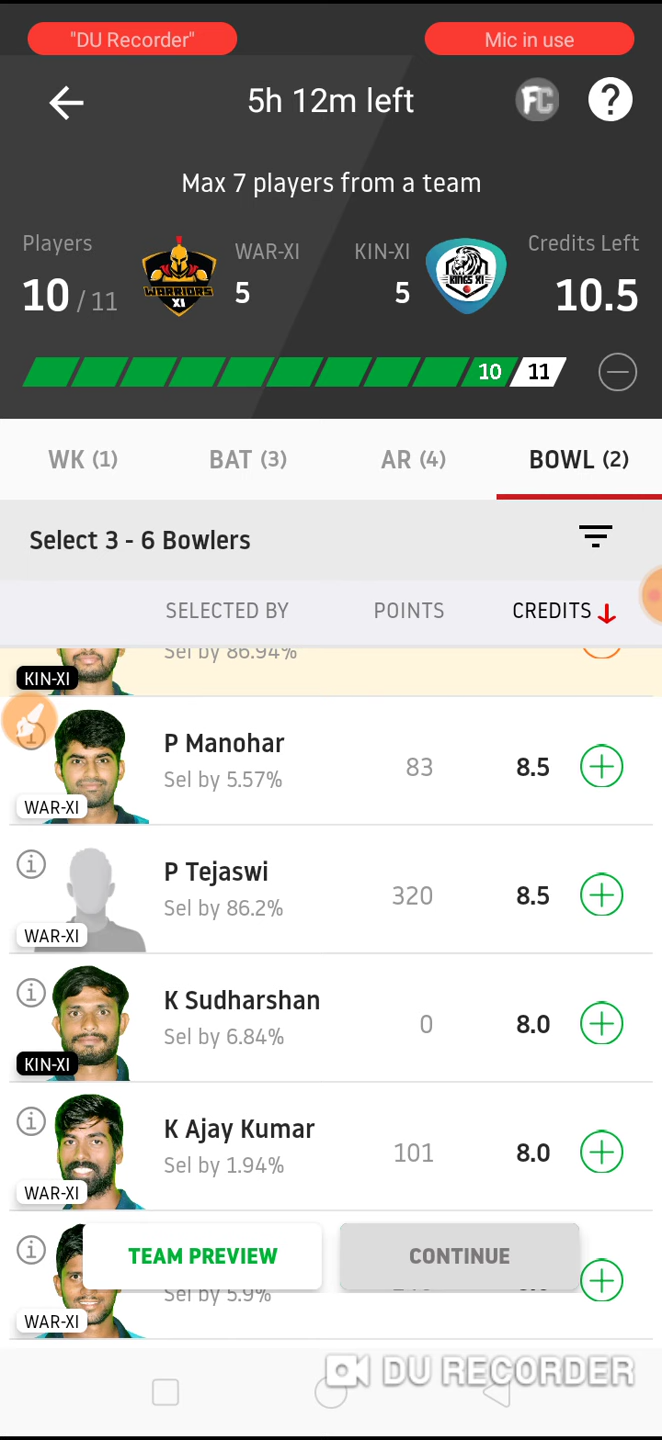 "DU Recorder"
Mic in use
5h 12m left
FC
?
Max 7 players from a team
Players
WAR-XI
KIN-XI
Credits Left
10 / 11
WARRIORS
XI
5
5
KINGS XI
10.5
10
11
WK (1)
BAT (3)
AR (4)
BOWL (2)
Select 3 - 6 Bowlers
SELECTED BY
POINTS
CREDITS
Sel by 86.94%
KIN-XI
P Manohar
Sel by 5.57%
83
8.5
WAR-XI
P Tejaswi
Sel by 86.2%
320
8.5
WAR-XI
K Sudharshan
Sel by 6.84%
0
8.0
KIN-XI
K Ajay Kumar
Sel by 1.94%
101
8.0
WAR-XI
TEAM PREVIEW
CONTINUE
Sel by 5.9%
WAR-XI
DU RECORDER